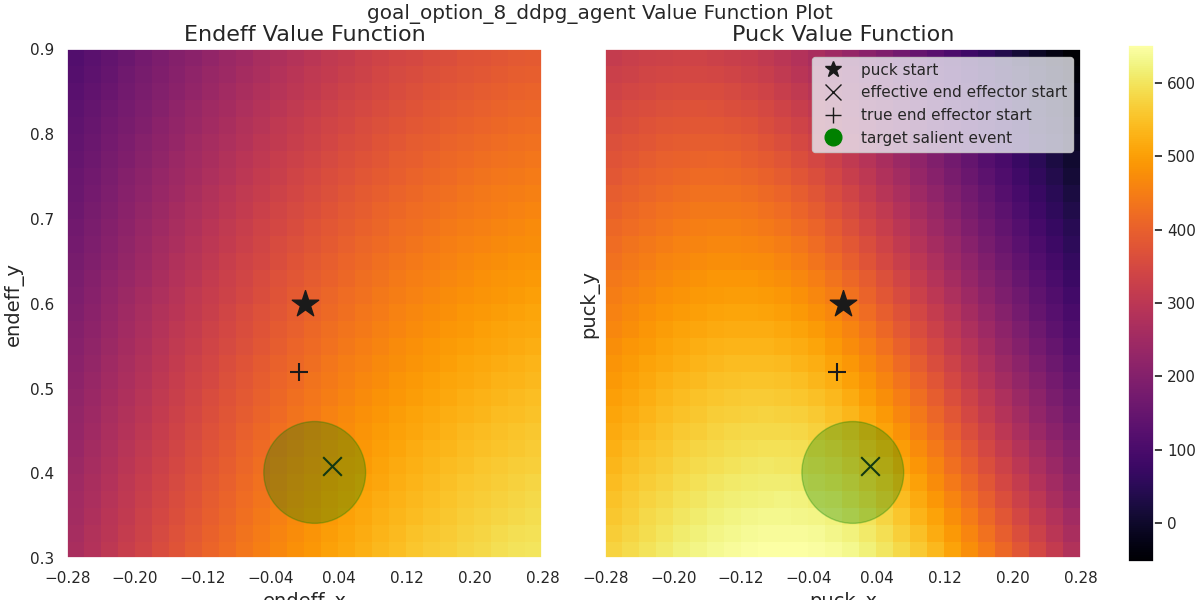 goal_option_8_ddpg_agent Value Function Plot
Endeff Value Function
Puck Value Function
0.9
0.8
0.7
0.6
0.5
0.4
0.3
endeff_y
−0.28 −0.20 −0.12 −0.04 0.04 0.12 0.20 0.28
endeff_x
puck_y
puck start
effective end effector start
true end effector start
target salient event
−0.28 −0.20 −0.12 −0.04 0.04 0.12 0.20 0.28
puck_x
600
500
400
300
200
100
0